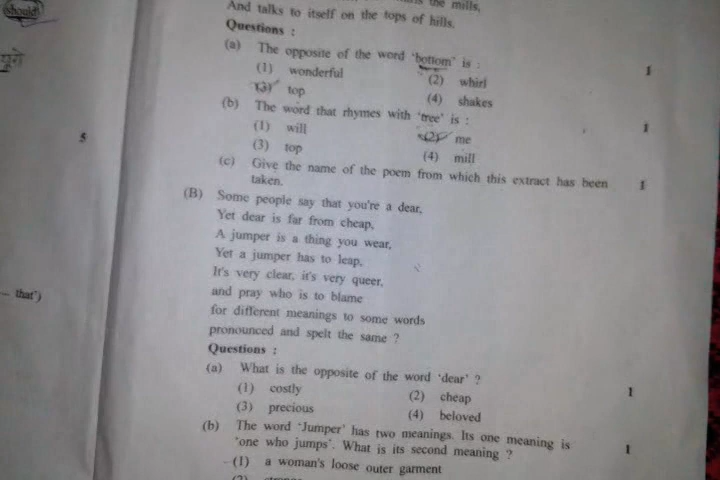 should
5
that')
the mills,
And talks to itself on the tops of hills.
Questions :
(a) The opposite of the word 'bottom' is : 1
(1) wonderful (2) whirl
(3) top (4) shakes
(b) The word that rhymes with 'tree' is : 1
(1) will (2) me
(3) top (4) mill
(c) Give the name of the poem from which this extract has been 1
taken.
(B) Some people say that you're a dear,
Yet dear is far from cheap,
A jumper is a thing you wear,
Yet a jumper has to leap,
It's very clear, it's very queer,
and pray who is to blame
for different meanings to some words
pronounced and spelt the same ?
Questions :
(a) What is the opposite of the word 'dear' ? 1
(1) costly (2) cheap
(3) precious (4) beloved
(b) The word 'Jumper' has two meanings. Its one meaning is
'one who jumps'. What is its second meaning ? 1
(1) a woman's loose outer garment